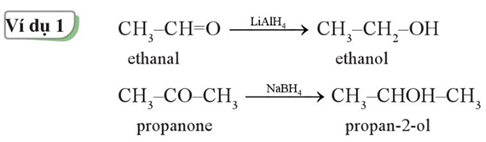 Ví dụ 1
CH₃–CH=O LiAlH₄ → CH₃–CH₂–OH
ethanal ethanol
CH₃–CO–CH₃ NaBH₄ → CH₃–CHOH–CH₃
propanone propan-2-ol